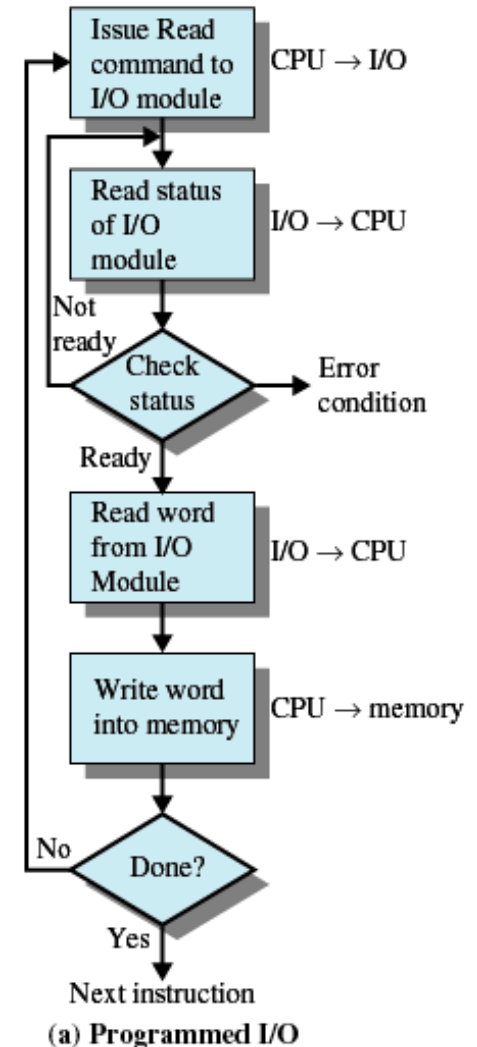 Issue Read
command to
I/O module
CPU → I/O
Read status
of I/O
module
I/O → CPU
Not
ready
Check
status
Error
condition
Ready
Read word
from I/O
Module
I/O → CPU
Write word
into memory
CPU → memory
No
Done?
Yes
Next instruction
(a) Programmed I/O